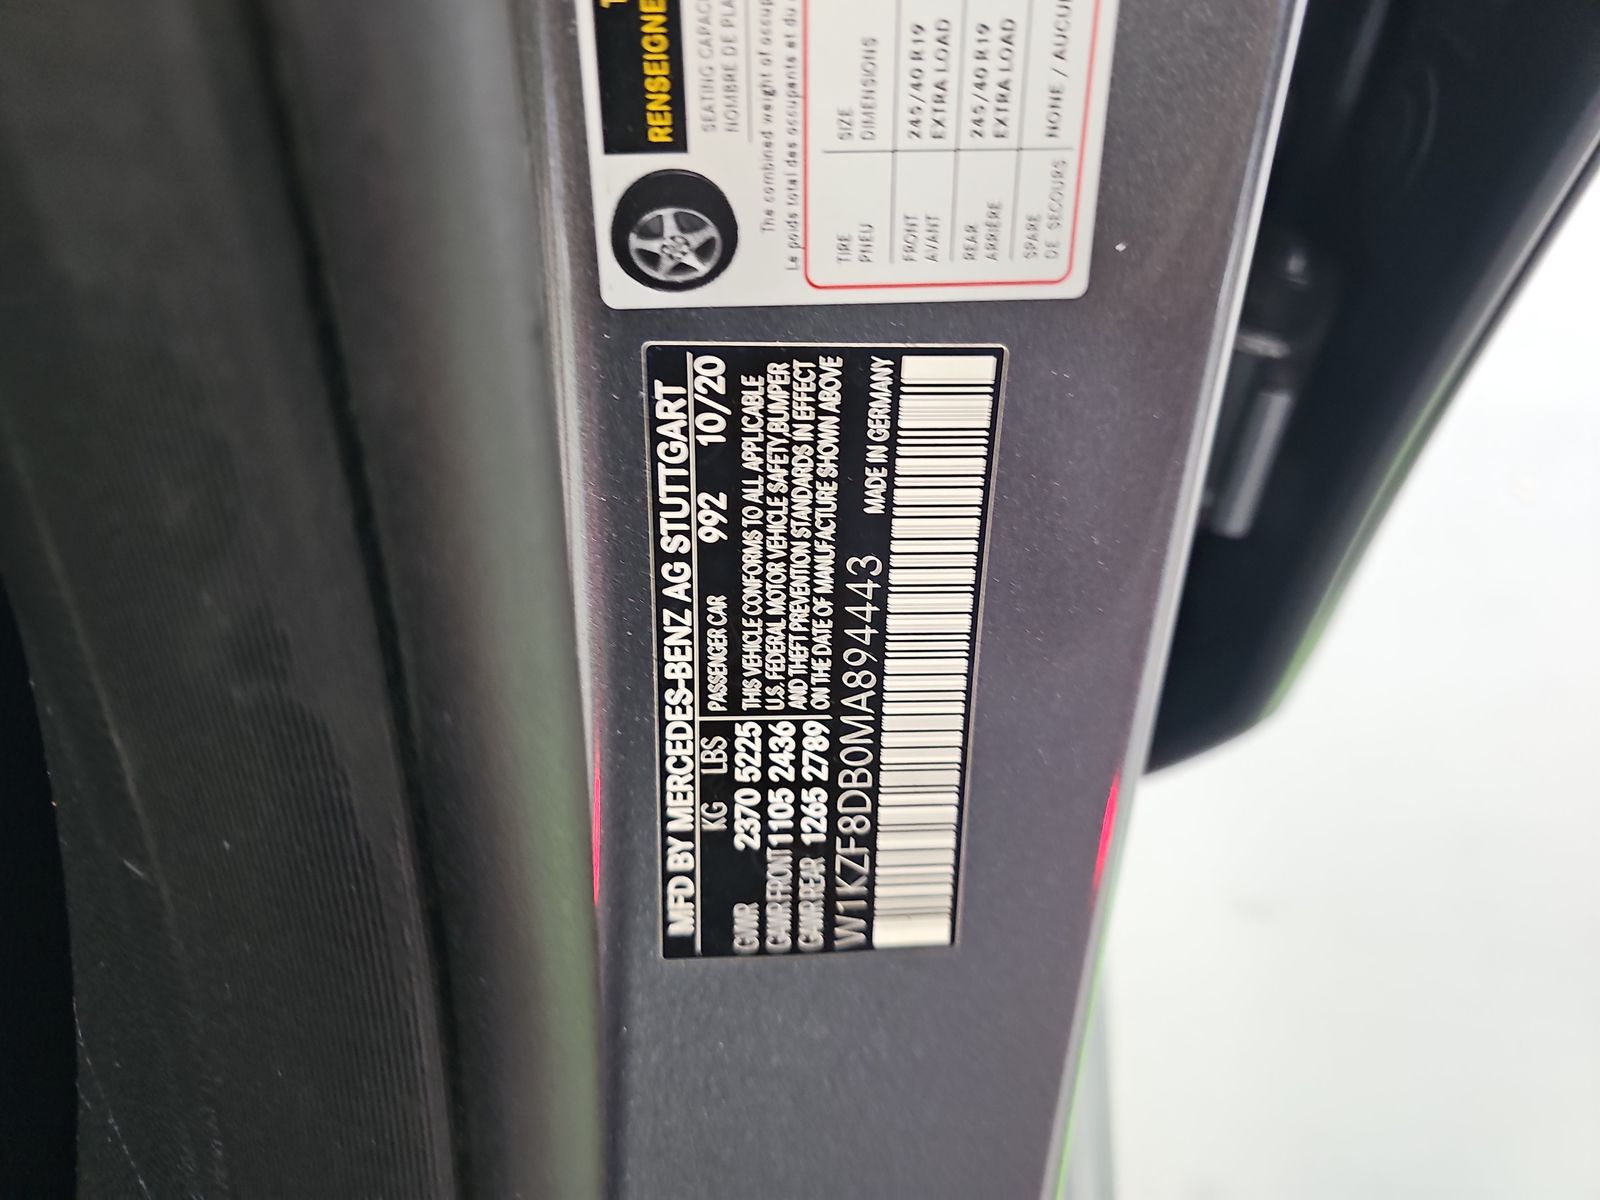 RENSEIGNE
SEATING CAPAC
NOMBRE DE PLA
The combined weight of occup
Le poids total des occupants et du
TIRE SIZE
PNEU DIMENSIONS
FRONT 245/40 R19
AVANT EXTRA LOAD
REAR 245/40 R19
ARRIÈRE EXTRA LOAD
SPARE NONE / AUCU
DE SECOURS
MFD BY MERCEDES-BENZ AG STUTTGART
KG LBS PASSENGER CAR 992 10/20
GVWR 2370 5225 THIS VEHICLE CONFORMS TO ALL APPLICABLE
GAWR FRONT 1105 2436 U.S. FEDERAL MOTOR VEHICLE SAFETY, BUMPER
GAWR REAR 1265 2789 AND THEFT PREVENTION STANDARDS IN EFFECT
ON THE DATE OF MANUFACTURE SHOWN ABOVE
W1KZF8DB0MA894443 MADE IN GERMANY